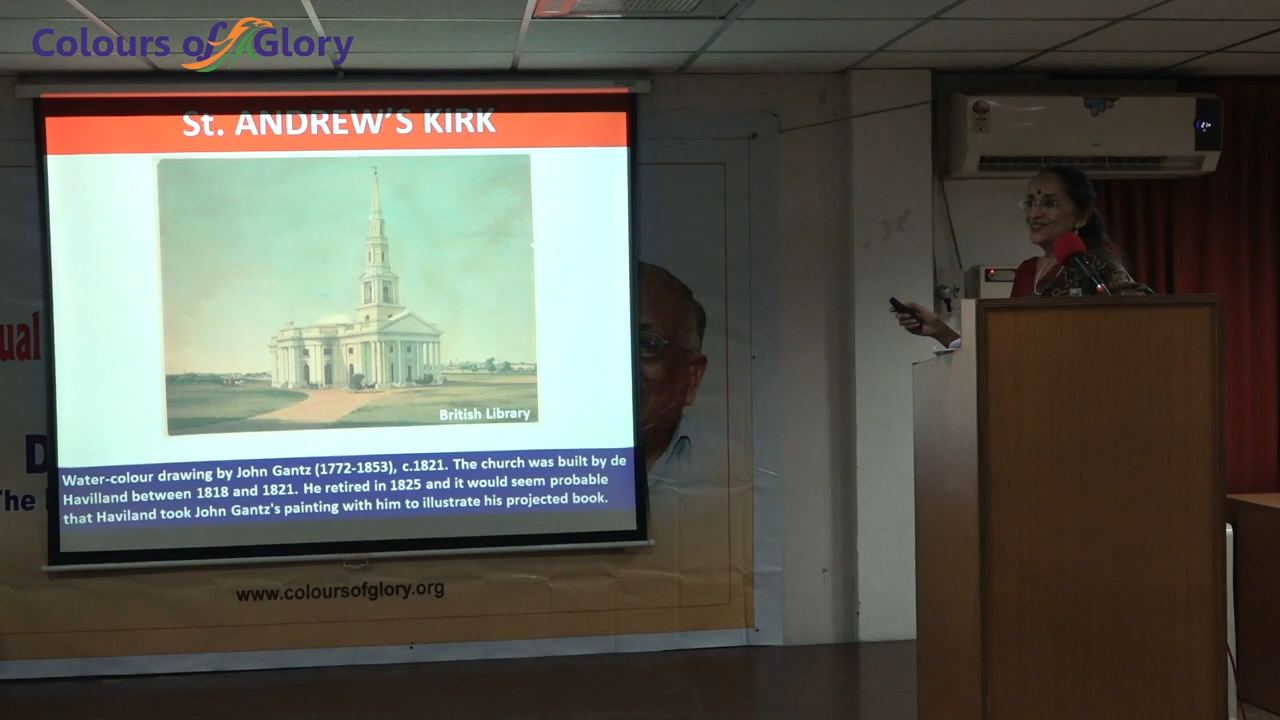 Colours of Glory
St. ANDREW'S KIRK
British Library
Water-colour drawing by John Gantz (1772-1853), c.1821. The church was built by de
Havilland between 1818 and 1821. He retired in 1825 and it would seem probable
that Haviland took John Gantz's painting with him to illustrate his projected book.
The
www.coloursofglory.org
21